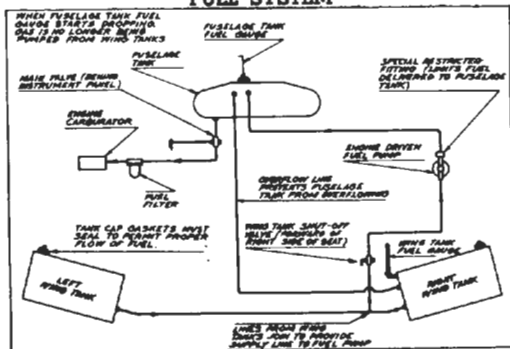 FUEL SYSTEM
WHEN FUSELAGE TANK FUEL
GAUGE STARTS DROPPING,
GAS IS NO LONGER BEING
PUMPED FROM WING TANKS
FUSELAGE TANK
FUEL GAUGE
FUSELAGE
TANK
SPECIAL RESTRICTED
FITTING (LIMITS FUEL
DELIVERED TO FUSELAGE
TANK)
MAIN VALVE (BEHIND
INSTRUMENT PANEL)
ENGINE
CARBURATOR
ENGINE DRIVEN
FUEL PUMP
FUEL
FILTER
OVERFLOW LINE
PREVENTS FUSELAGE
TANK FROM OVERFLOWING
TANK CAP GASKETS MUST
SEAL TO PERMIT PROPER
FLOW OF FUEL.
WING TANK SHUT-OFF
VALVE (FORWARD OF
RIGHT SIDE OF SEAT)
WING TANK
FUEL GAUGE
LEFT
WING TANK
RIGHT
WING TANK
LINES FROM WING
TANKS JOIN TO PROVIDE
SUPPLY LINE TO FUEL PUMP